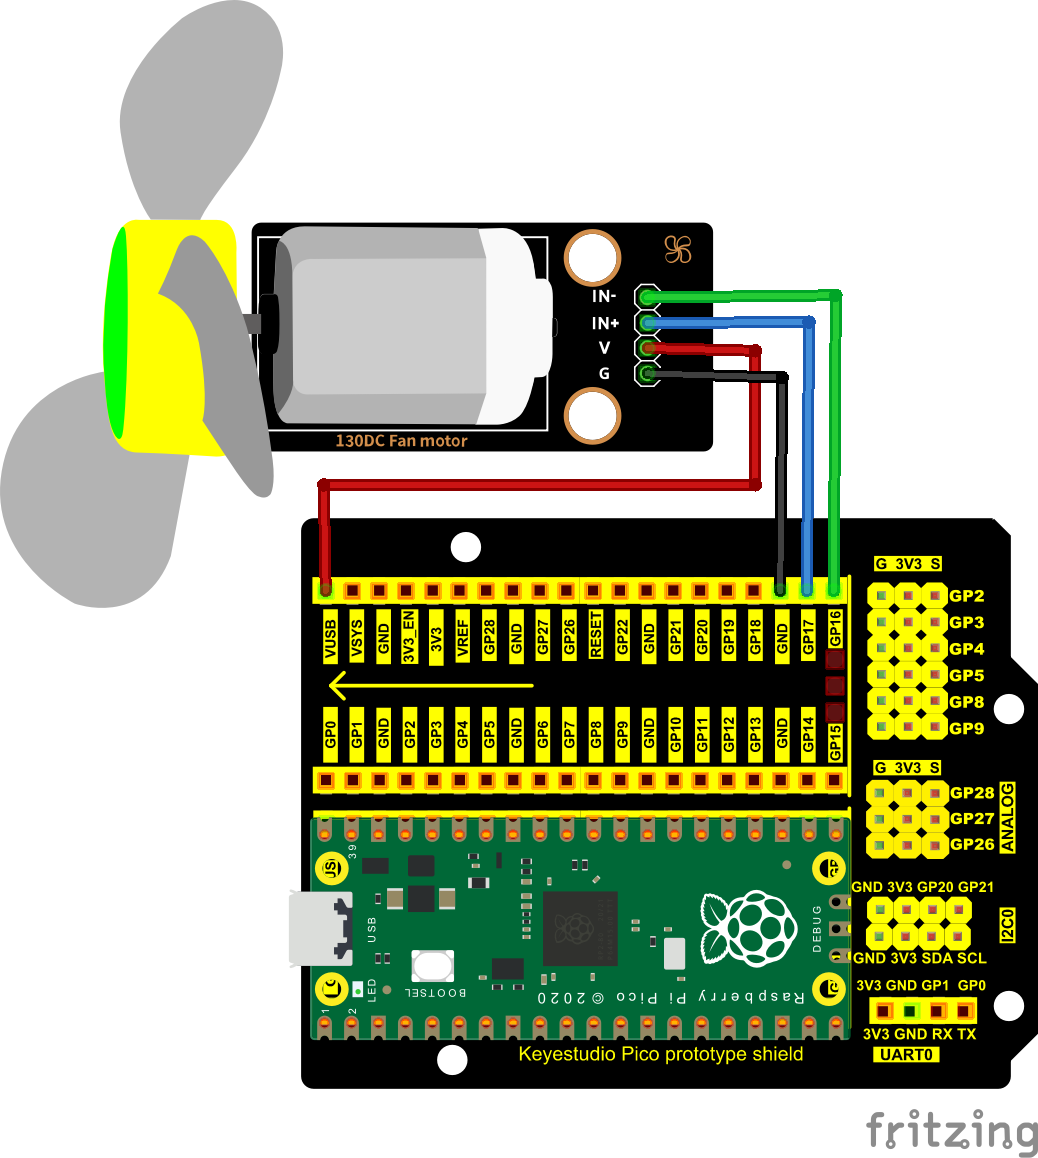 IN-
IN+
V
G
130DC Fan motor
G 3V3 S
GP2
GP3
GP4
GP5
GP8
GP9
VUSB
VSYS
GND
3V3_EN
3V3
VREF
GP28
GND
GP27
GP26
RESET
GP22
GND
GP21
GP20
GP19
GP18
GND
GP17
GP16
GP0
GP1
GND
GP2
GP3
GP4
GP5
GND
GP6
GP7
GP8
GP9
GND
GP10
GP11
GP12
GP13
GND
GP14
GP15
G 3V3 S
GP28
GP27
GP26
ANALOG
39
USB
DEBUG
1
2
LED
BOOTSEL
Raspberry Pi Pico © 2020
1
GND 3V3 GP20 GP21
I2C0
GND 3V3 SDA SCL
3V3 GND GP1 GP0
3V3 GND RX TX
UART0
Keyestudio Pico prototype shield
fritzing